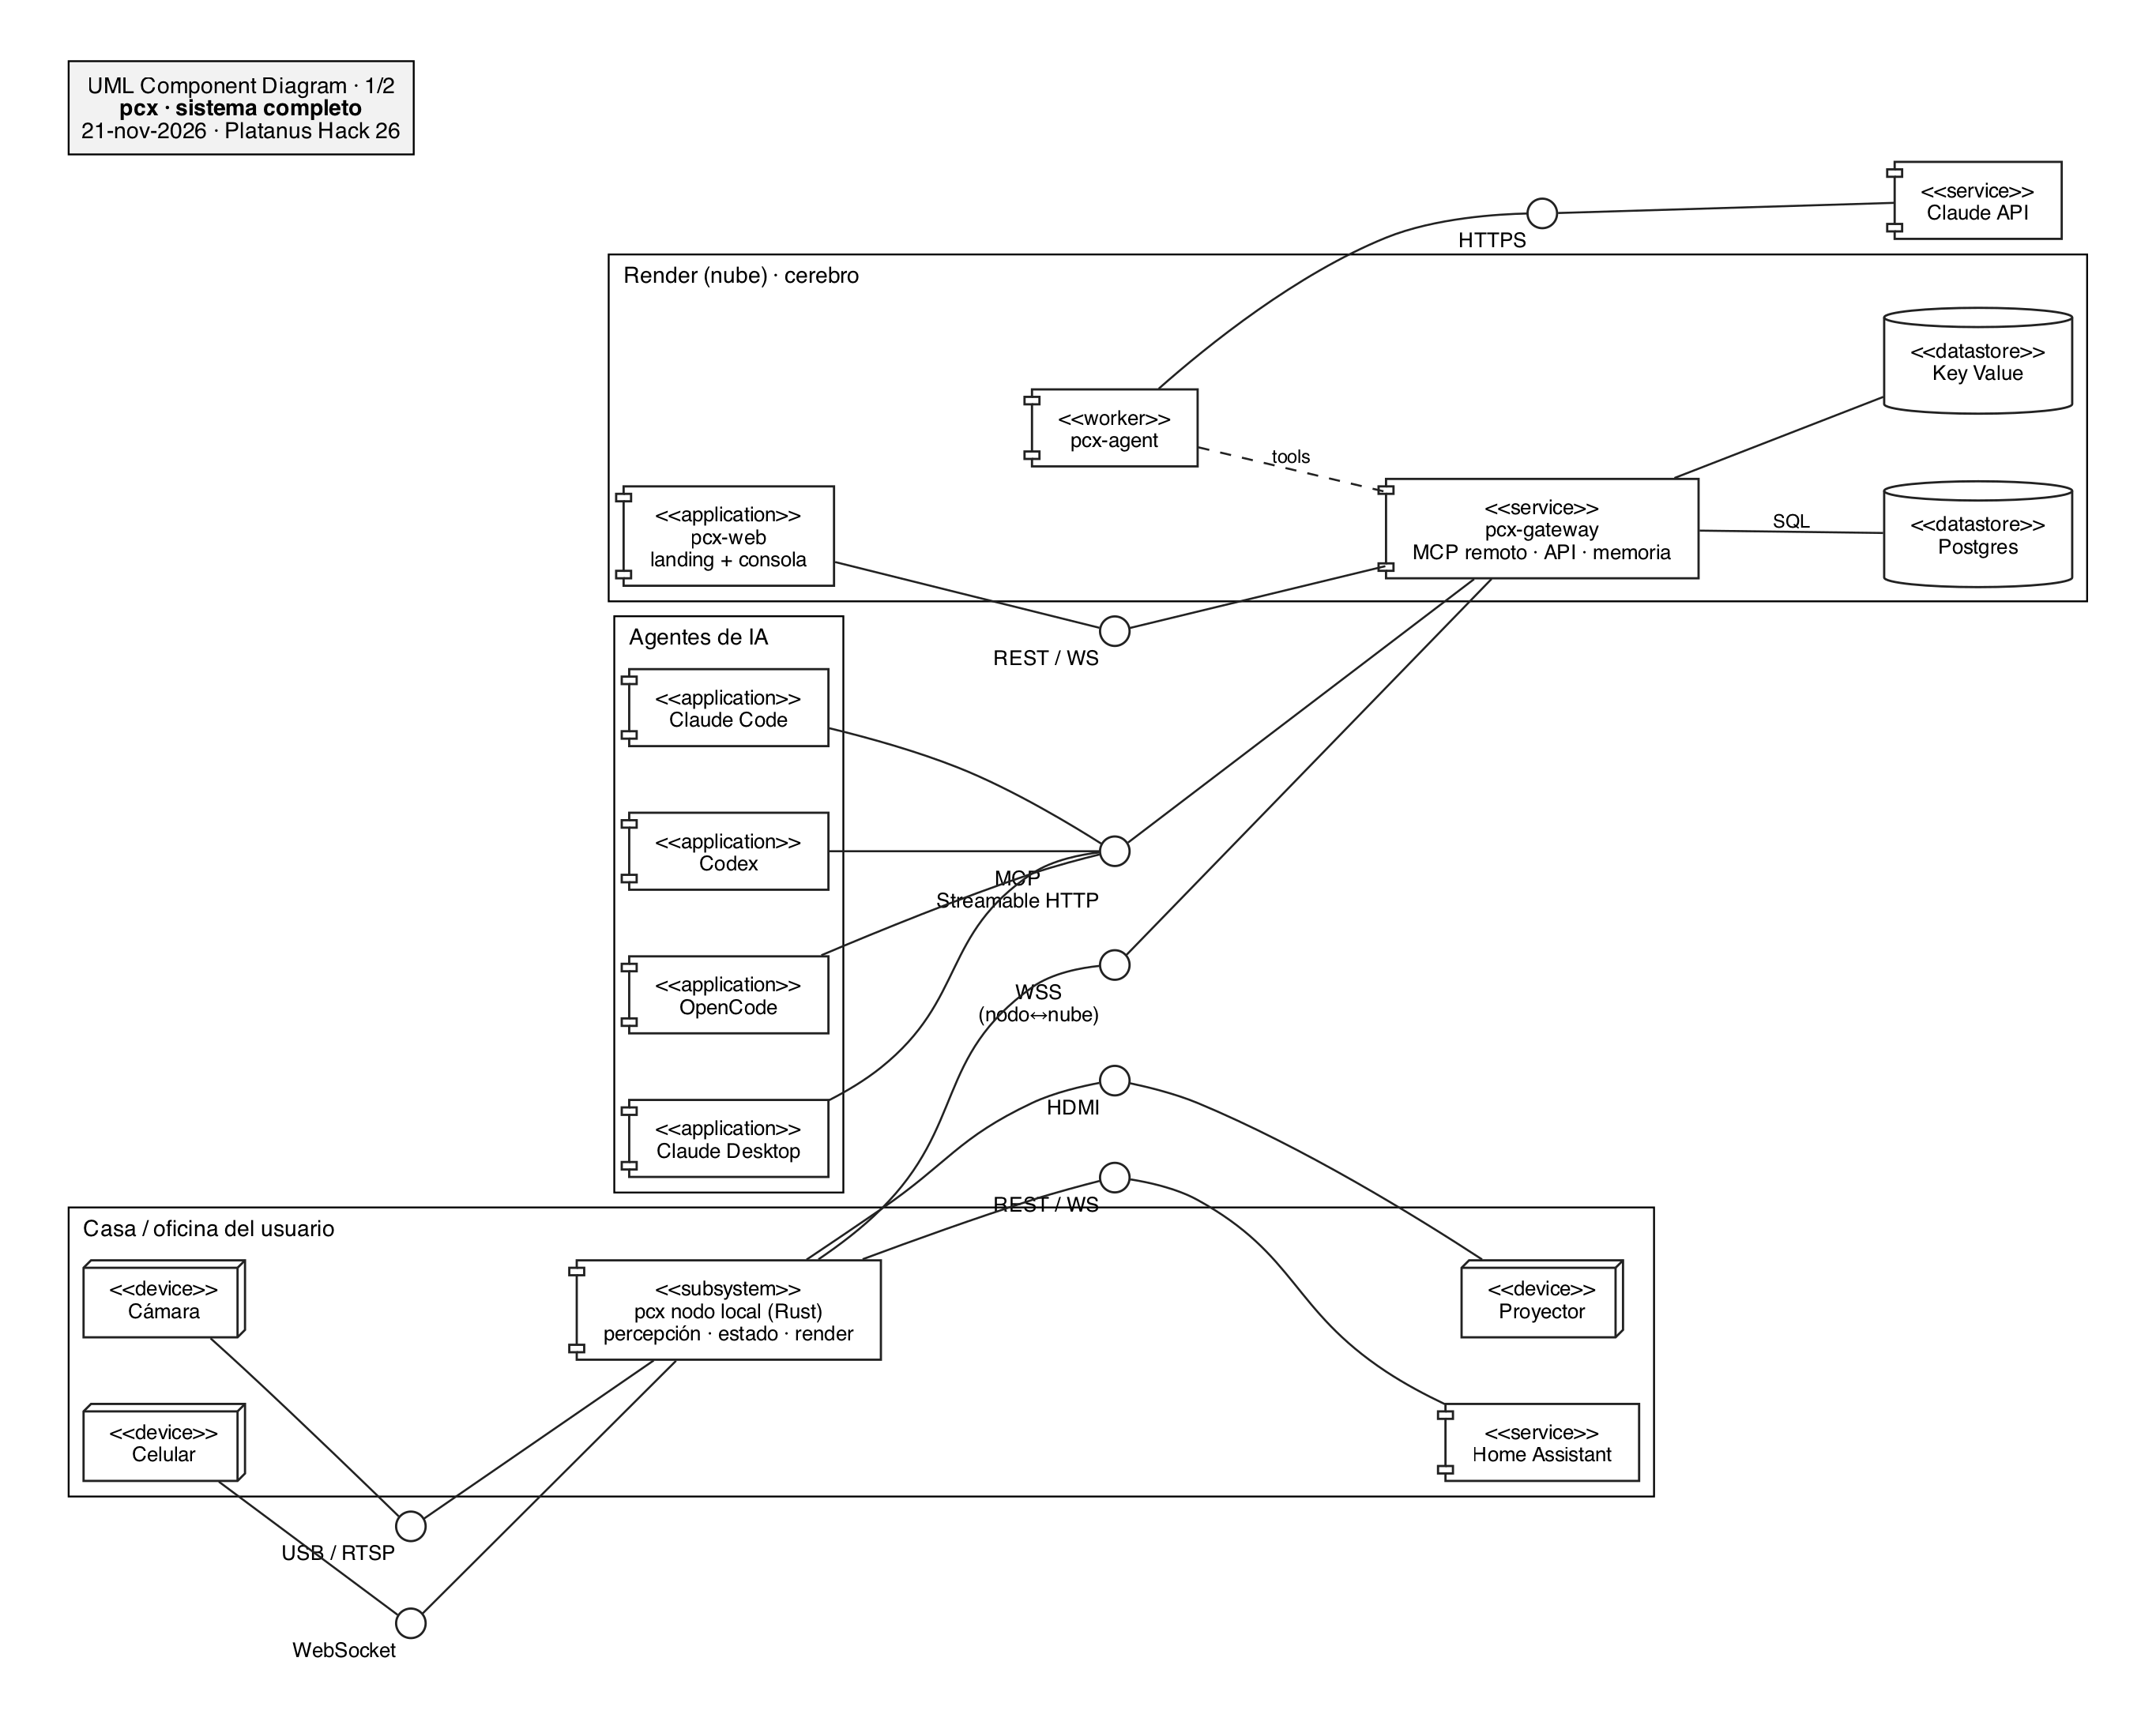 UML Component Diagram · 1/2
pcx · sistema completo
21-nov-2026 · Platanus Hack 26
<<service>>
Claude API
HTTPS
Render (nube) · cerebro
<<datastore>>
Key Value
<<worker>>
pcx-agent
tools
<<application>>
pcx-web
landing + consola
<<service>>
pcx-gateway
MCP remoto · API · memoria
SQL
<<datastore>>
Postgres
REST / WS
Agentes de IA
<<application>>
Claude Code
<<application>>
Codex
MCP
Streamable HTTP
<<application>>
OpenCode
WSS
(nodo↔nube)
HDMI
<<application>>
Claude Desktop
REST / WS
Casa / oficina del usuario
<<device>>
Cámara
<<subsystem>>
pcx nodo local (Rust)
percepción · estado · render
<<device>>
Proyector
<<device>>
Celular
<<service>>
Home Assistant
USB / RTSP
WebSocket